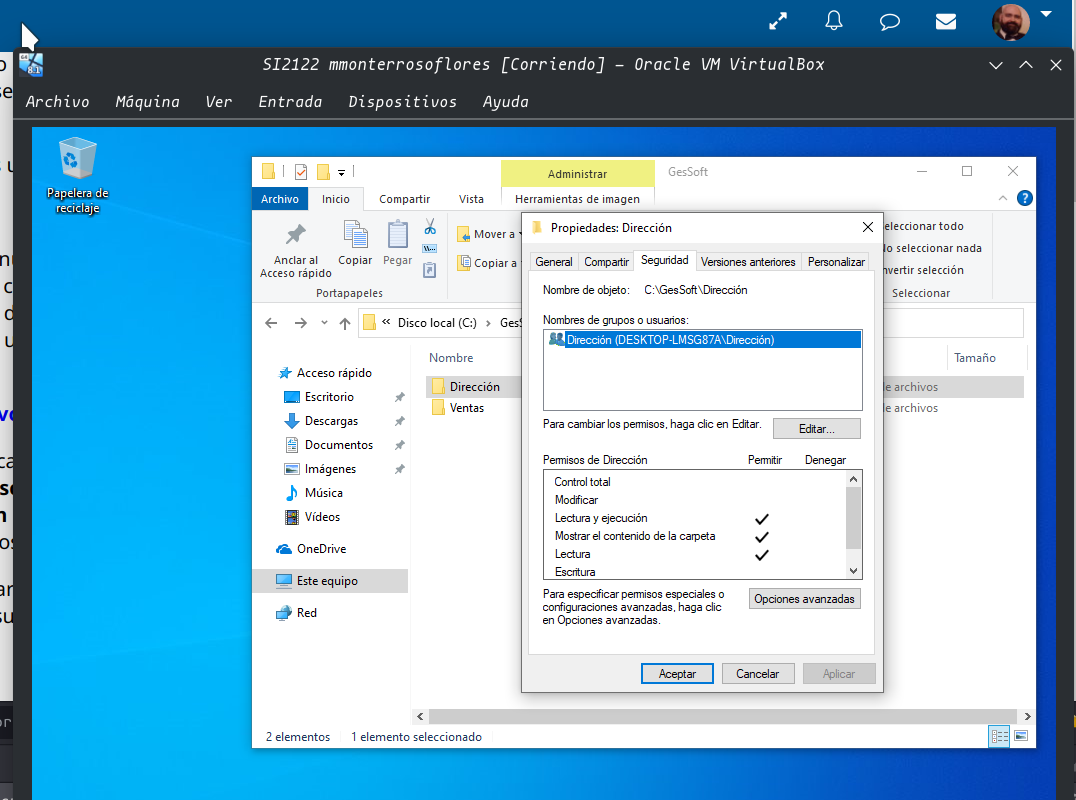 SI2122 mmonterrosoflores [Corriendo] – Oracle VM VirtualBox
Archivo Máquina Ver Entrada Dispositivos Ayuda
Papelera de
reciclaje
Administrar
GesSoft
Archivo Inicio Compartir Vista Herramientas de imagen
Anclar al
Acceso rápido
Copiar
Pegar
Mover a
Copiar a
Portapapeles
eleccionar todo
o seleccionar nada
nvertir selección
Seleccionar
« Disco local (C:) › GesS
Acceso rápido
Escritorio
Descargas
Documentos
Imágenes
Música
Vídeos
OneDrive
Este equipo
Red
Nombre
Tamaño
Dirección
de archivos
Ventas
de archivos
2 elementos 1 elemento seleccionado
Propiedades: Dirección
General Compartir Seguridad Versiones anteriores Personalizar
Nombre de objeto: C:\GesSoft\Dirección
Nombres de grupos o usuarios:
Dirección (DESKTOP-LMSG87A\Dirección)
Para cambiar los permisos, haga clic en Editar.
Editar...
Permisos de Dirección Permitir Denegar
Control total
Modificar
Lectura y ejecución
Mostrar el contenido de la carpeta
Lectura
Escritura
Para especificar permisos especiales o
configuraciones avanzadas, haga clic
en Opciones avanzadas.
Opciones avanzadas
Aceptar Cancelar Aplicar